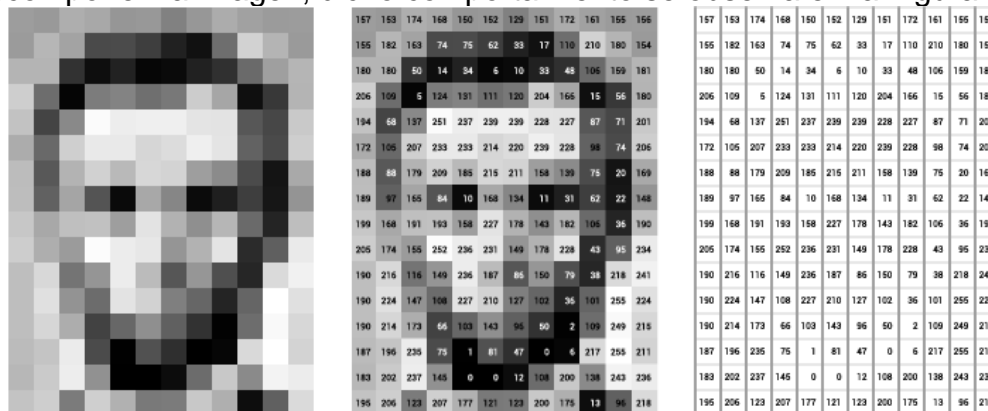 componen la imagen, dicho comportamiento se observa en la Figura
157 153 174 168 150 152 129 151 172 161 155 156
155 182 163 74 75 62 33 17 110 210 180 154
180 180 50 14 34 6 10 33 48 106 159 181
206 109 5 124 131 111 120 204 166 15 56 180
194 68 137 251 237 239 239 228 227 87 71 201
172 105 207 233 233 214 220 239 228 98 74 206
188 88 179 209 185 215 211 158 139 75 20 169
189 97 165 84 10 168 134 11 31 62 22 148
199 168 191 193 158 227 178 143 182 106 36 190
205 174 155 252 236 231 149 178 228 43 95 234
190 216 116 149 236 187 86 150 79 38 218 241
190 224 147 108 227 210 127 102 36 101 255 224
190 214 173 66 103 143 96 50 2 109 249 215
187 196 235 75 1 81 47 0 6 217 255 211
183 202 237 145 0 0 12 108 200 138 243 236
195 206 123 207 177 121 123 200 175 13 96 218
157 153 174 168 150 152 129 151 172 161 155
155 182 163 74 75 62 33 17 110 210 180
180 180 50 14 34 6 10 33 48 106 159
206 109 5 124 131 111 120 204 166 15 56
194 68 137 251 237 239 239 228 227 87 71
172 105 207 233 233 214 220 239 228 98 74
188 88 179 209 185 215 211 158 139 75 20
189 97 165 84 10 168 134 11 31 62 22
199 168 191 193 158 227 178 143 182 106 36
205 174 155 252 236 231 149 178 228 43 95
190 216 116 149 236 187 86 150 79 38 218
190 224 147 108 227 210 127 102 36 101 255
190 214 173 66 103 143 96 50 2 109 249
187 196 235 75 1 81 47 0 6 217 255
183 202 237 145 0 0 12 108 200 138 243
195 206 123 207 177 121 123 200 175 13 96